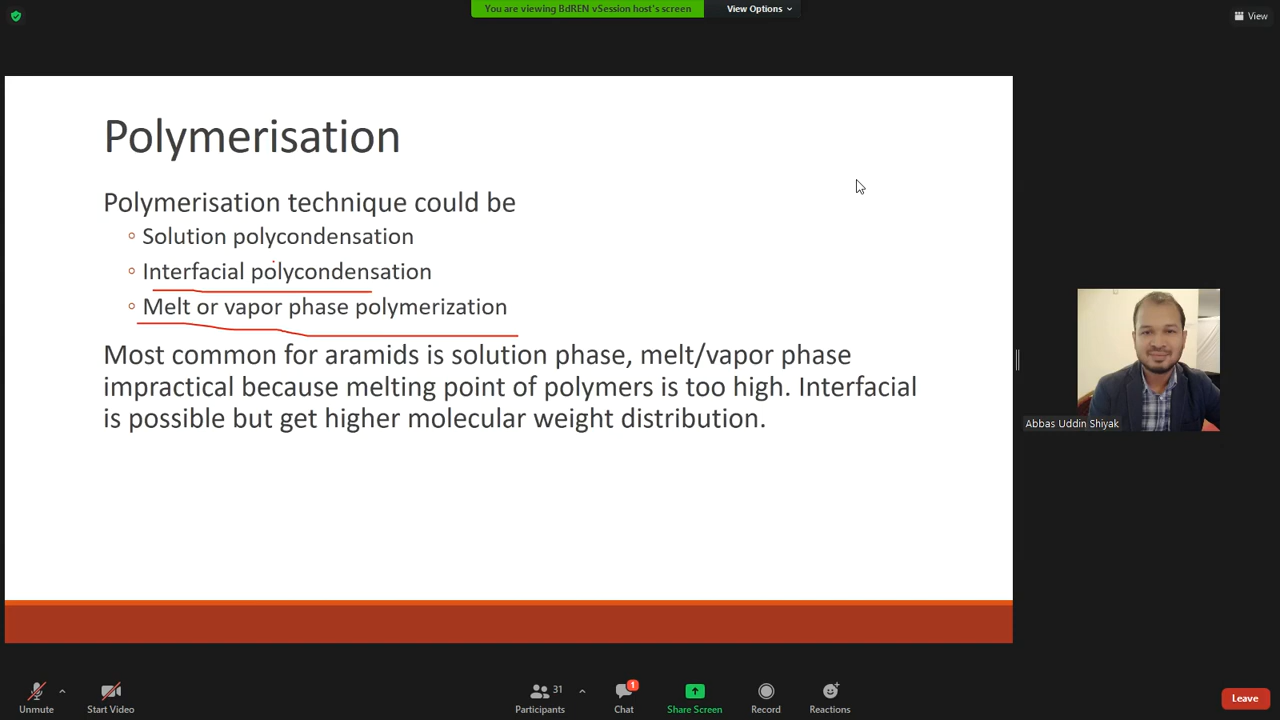 You are viewing BdREN vSession host's screen
View Options
View
Polymerisation
Polymerisation technique could be
Solution polycondensation
Interfacial polycondensation
Melt or vapor phase polymerization
Most common for aramids is solution phase, melt/vapor phase
impractical because melting point of polymers is too high. Interfacial
is possible but get higher molecular weight distribution.
Abbas Uddin Shiyak
Unmute
Start Video
31
Participants
1
Chat
Share Screen
Record
Reactions
Leave